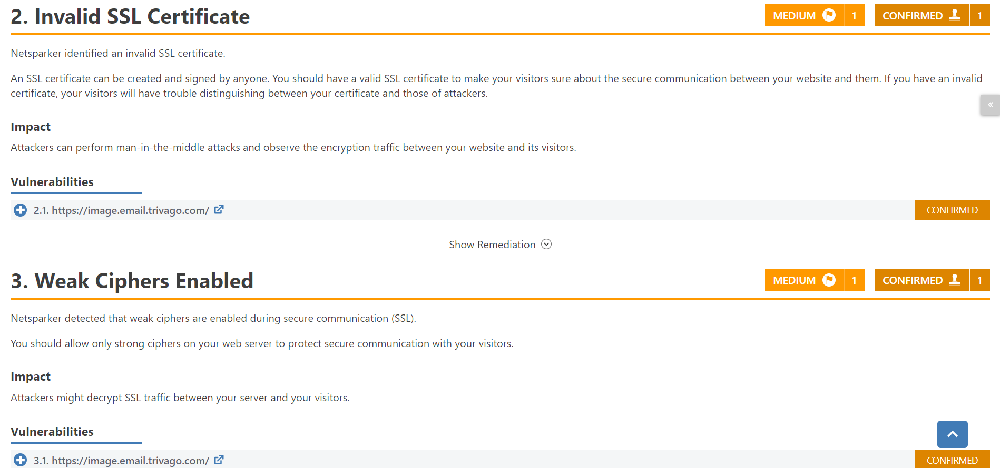 2. Invalid SSL Certificate
MEDIUM 1 CONFIRMED 1
Netsparker identified an invalid SSL certificate.
An SSL certificate can be created and signed by anyone. You should have a valid SSL certificate to make your visitors sure about the secure communication between your website and them. If you have an invalid
certificate, your visitors will have trouble distinguishing between your certificate and those of attackers.
«
Impact
Attackers can perform man-in-the-middle attacks and observe the encryption traffic between your website and its visitors.
Vulnerabilities
2.1. https://image.email.trivago.com/ CONFIRMED
Show Remediation
3. Weak Ciphers Enabled
MEDIUM 1 CONFIRMED 1
Netsparker detected that weak ciphers are enabled during secure communication (SSL).
You should allow only strong ciphers on your web server to protect secure communication with your visitors.
Impact
Attackers might decrypt SSL traffic between your server and your visitors.
Vulnerabilities
3.1. https://image.email.trivago.com/ CONFIRMED